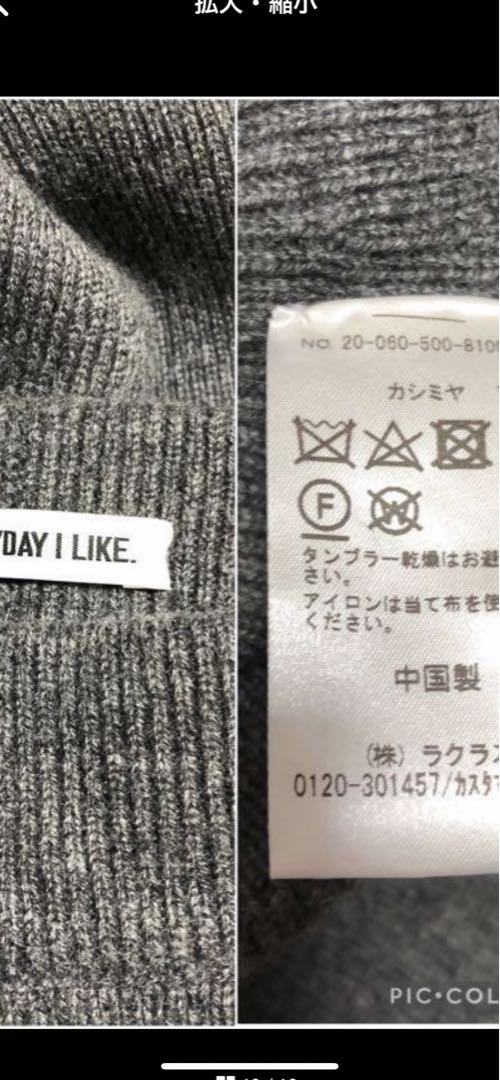 拡大・縮小
YDAY I LIKE.
No. 20-060-500-810
カシミヤ
F
W
タンブラー乾燥はお避
さい。
アイロンは当て布を使
ください。
中国製
(株) ラクラス
0120-301457/カスタマ
PIC•COL